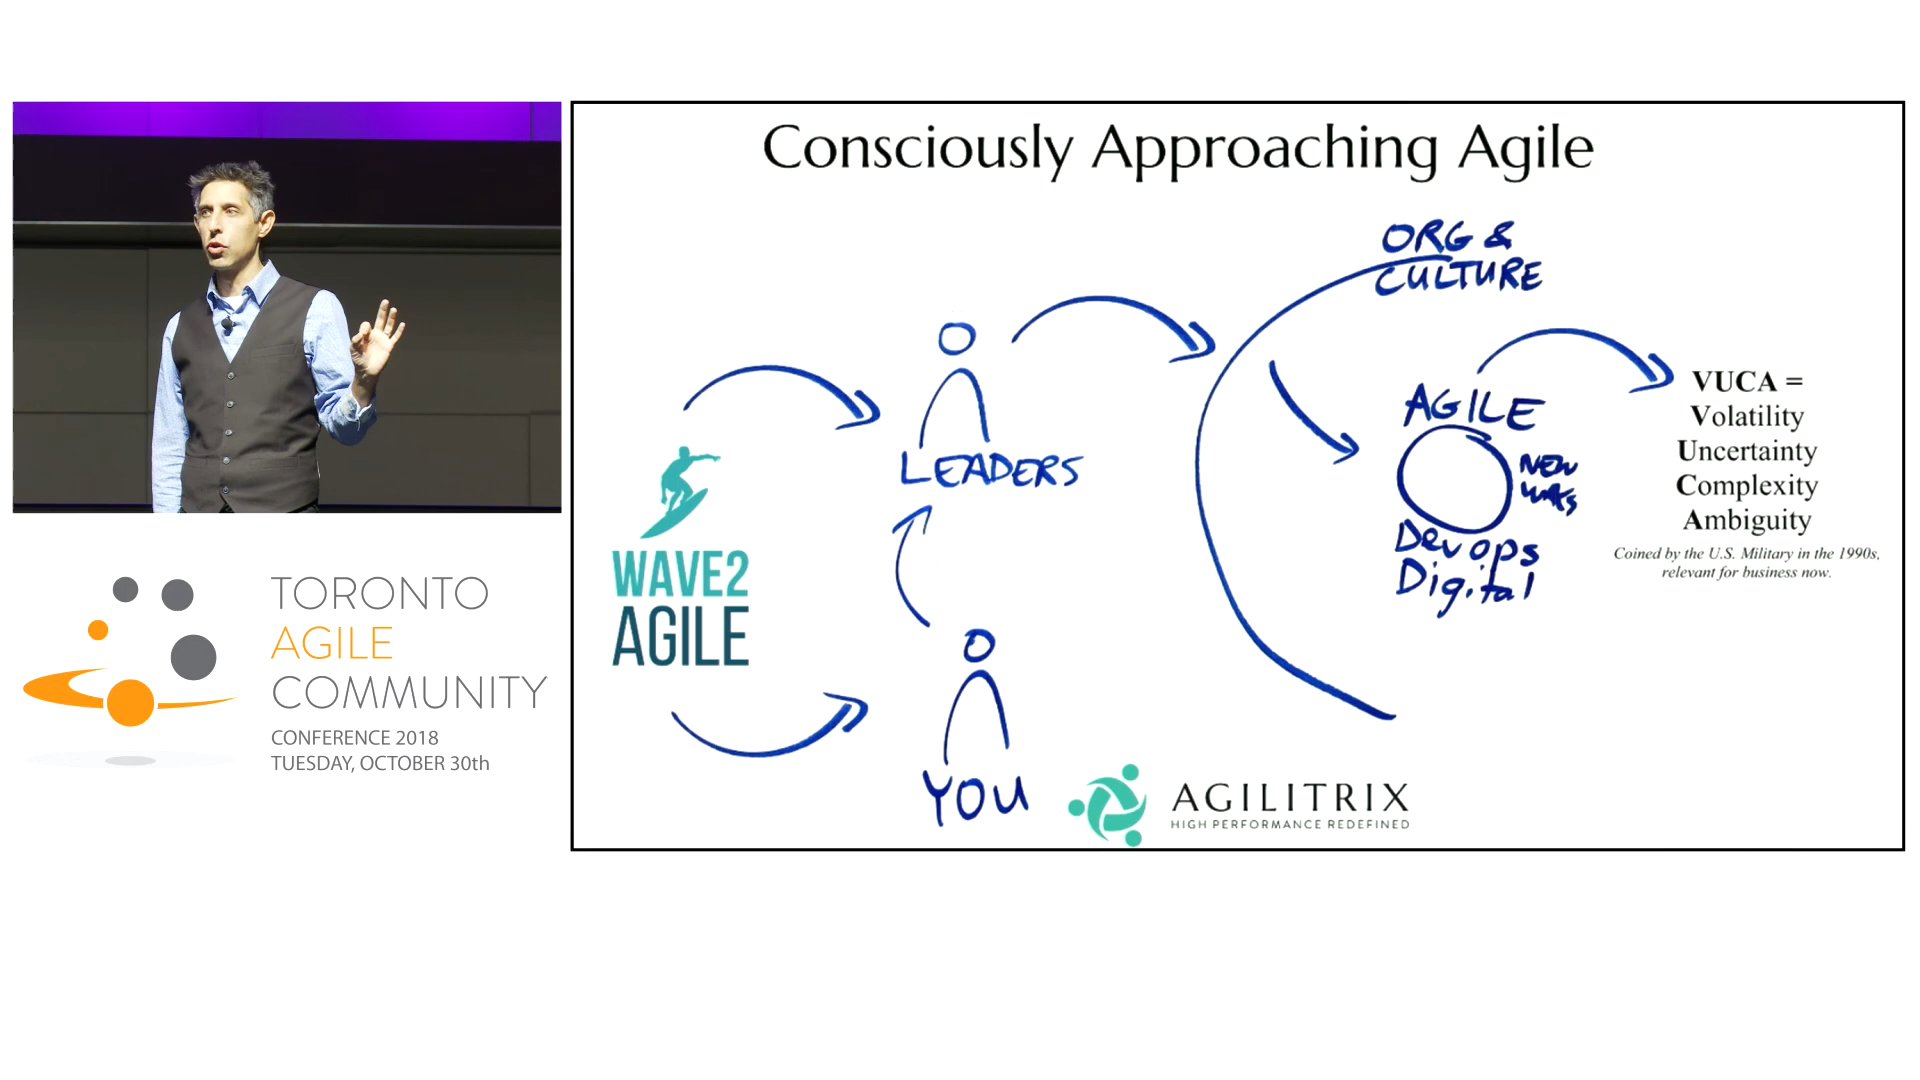 Consciously Approaching Agile
ORG &
CULTURE
LEADERS
AGILE
NEW
WAYS
Devops
Digital
VUCA =
Volatility
Uncertainty
Complexity
Ambiguity
Coined by the U.S. Military in the 1990s,
relevant for business now.
WAVE2
AGILE
YOU
AGILITRIX
HIGH PERFORMANCE REDEFINED
TORONTO
AGILE
COMMUNITY
CONFERENCE 2018
TUESDAY, OCTOBER 30th